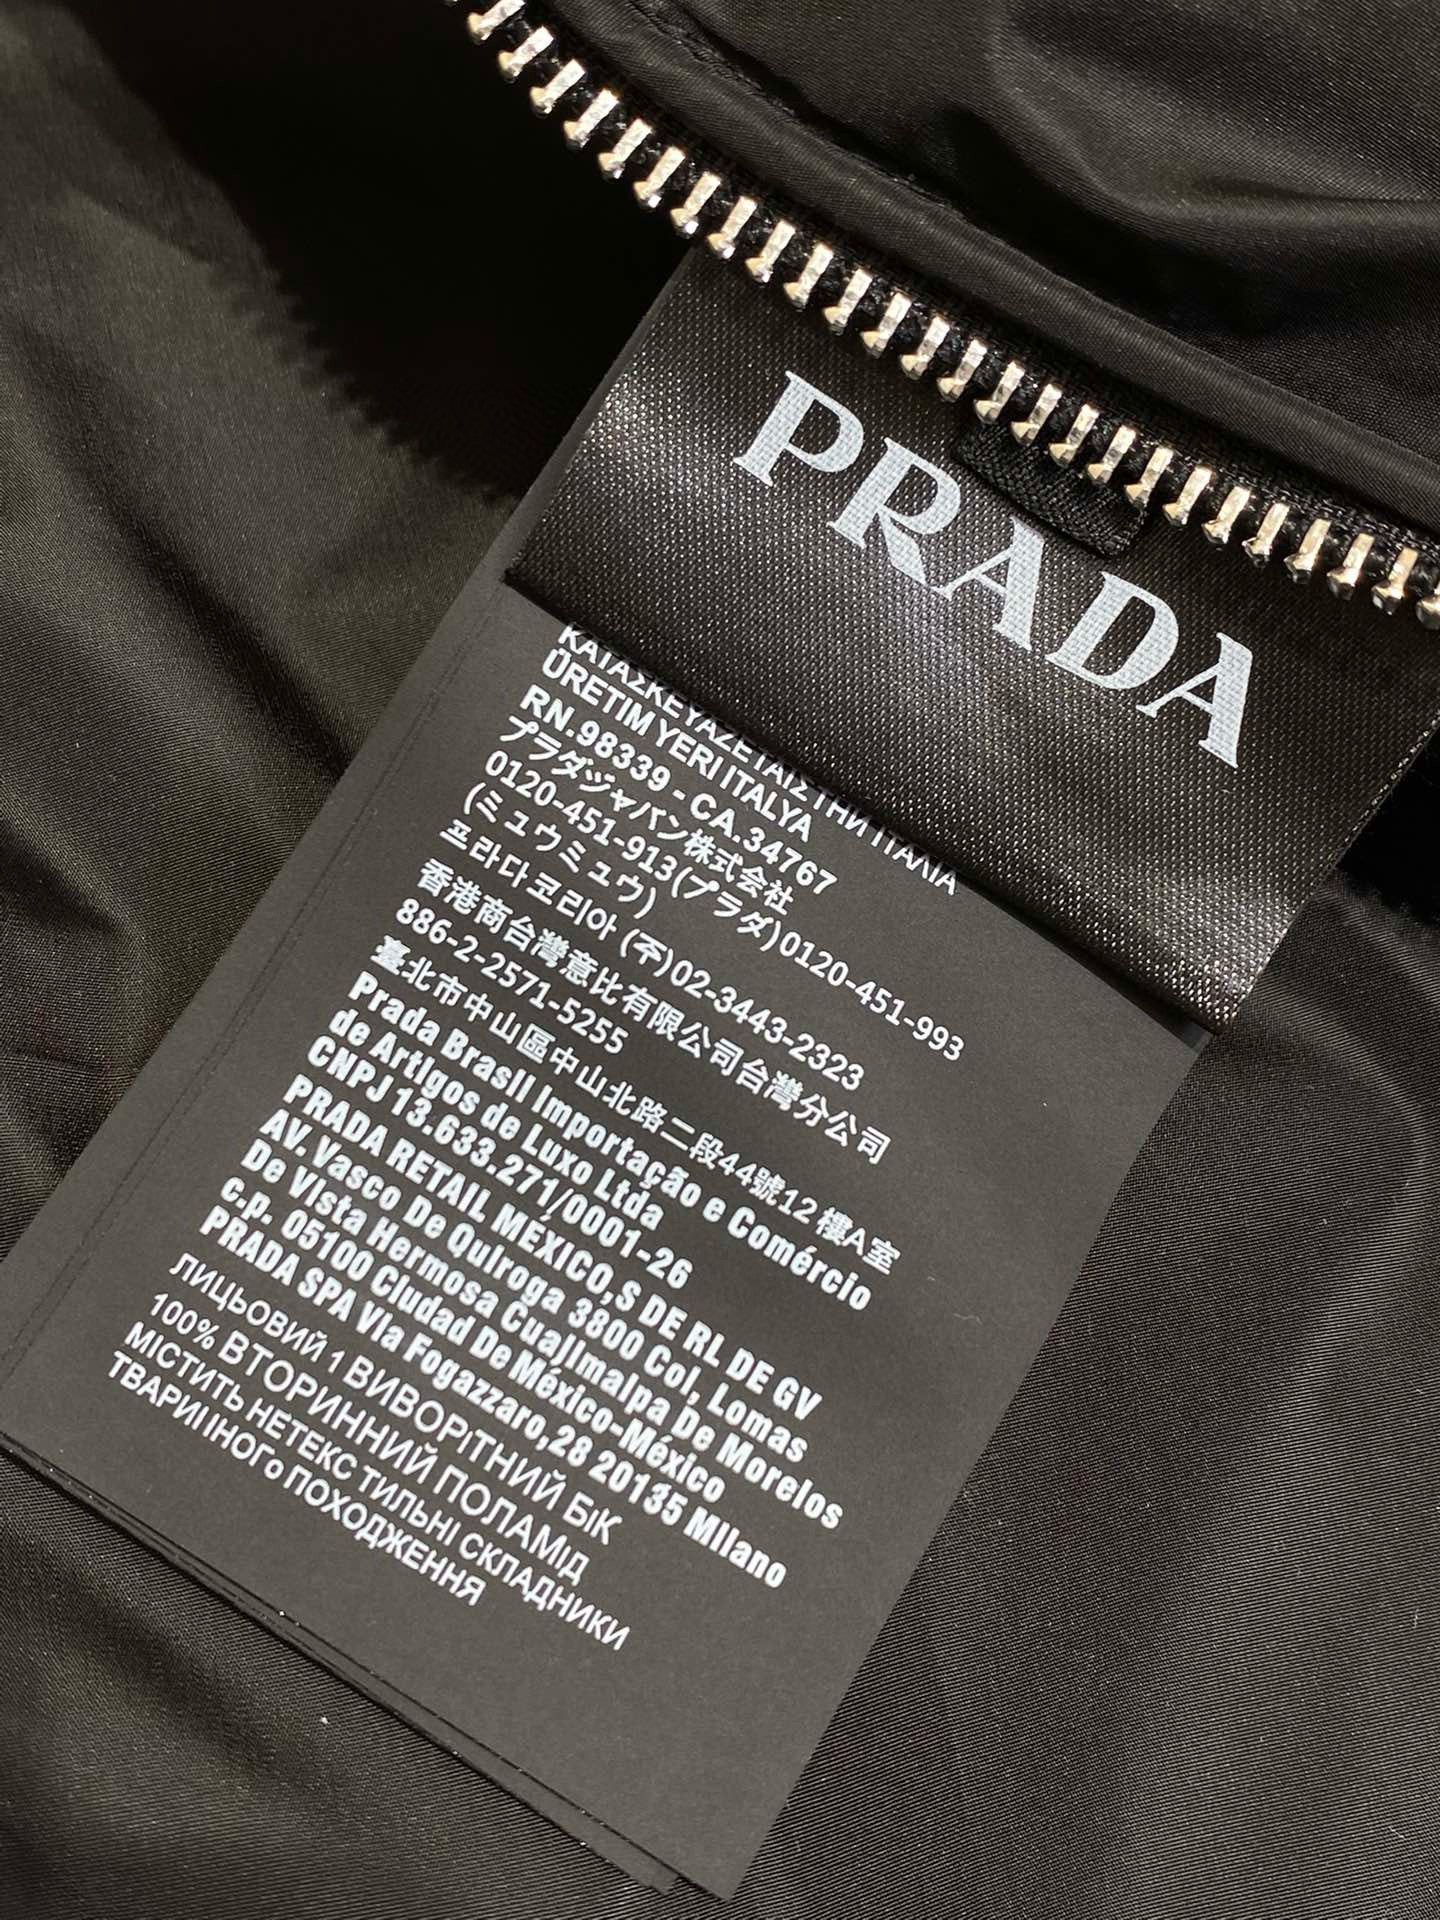 PRADA
ΚΑΤΑΣΚΕΥΑΖΕΤΑΙ ΣΤΗΝ ΙΤΑΛΙΑ
ÜRETIM YERI ITALYA
RN.98339 - CA.34767
プラダジャパン株式会社
0120-451-913(プラダ)0120-451-993
(ミュウミュウ)
프라다코리아 (주)02-3443-2323
香港商台灣意比有限公司台灣分公司
886-2-2571-5255
臺北市中山區中山北路二段44號12樓A室
Prada Brasil Importação e Comércio
de Artigos de Luxo Ltda
CNPJ 13.633.271/0001-26
PRADA RETAIL MÉXICO,S DE RL DE GV
AV. Vasco De Quiroga 3800 Col, Lomas
De Vista Hermosa Cuajimalpa De Morelos
c.p. 05100 Ciudad De México-México
PRADA SPA Via Fogazzaro,28 20135 Milano
ЛИЦЬОВИЙ 1 ВИВОРІТНИЙ БіК
100% ВТОРИННИЙ ПОЛАМІД
МІСТИТЬ НЕТЕКС ТИЛЬНІ СКЛАДНИКИ
ТВАРИІ ІНОГО ПОХОДЖЕННЯ